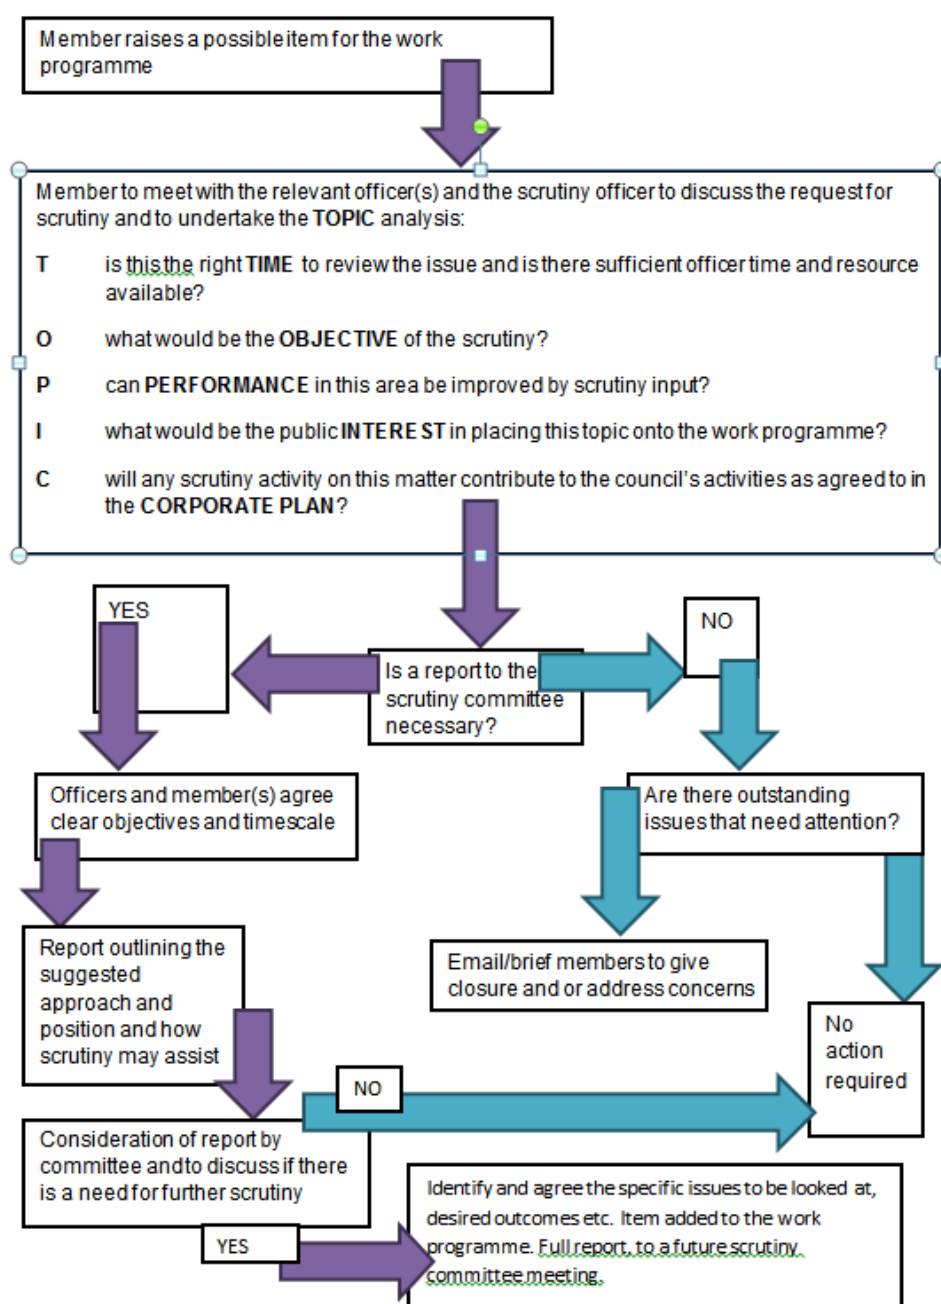 Member raises a possible item for the work
programme
Member to meet with the relevant officer(s) and the scrutiny officer to discuss the request for
scrutiny and to undertake the TOPIC analysis:
T is this the right TIME to review the issue and is there sufficient officer time and resource
available?
O what would be the OBJECTIVE of the scrutiny?
P can PERFORMANCE in this area be improved by scrutiny input?
I what would be the public INTEREST in placing this topic onto the work programme?
C will any scrutiny activity on this matter contribute to the council's activities as agreed to in
the CORPORATE PLAN?
YES
NO
Is a report to the
scrutiny committee
necessary?
Officers and member(s) agree
clear objectives and timescale
Are there outstanding
issues that need attention?
Report outlining the
suggested
approach and
position and how
scrutiny may assist
Email/brief members to give
closure and or address concerns
No
action
required
NO
Consideration of report by
committee and to discuss if there
is a need for further scrutiny
YES
Identify and agree the specific issues to be looked at,
desired outcomes etc. Item added to the work
programme. Full report, to a future scrutiny
committee meeting.